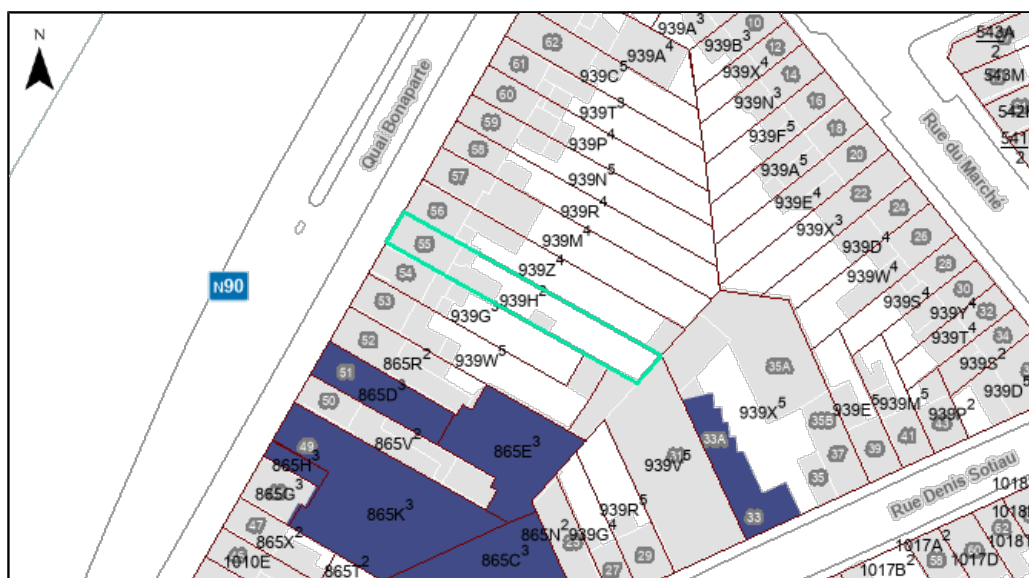 N
Quai Bonaparte
N90
Rue du Marché
Rue Denis Sotiau
939A³
939B³
939A⁴
939X⁴
939C⁵
939N³
939T³
939F⁵
939P⁴
939A⁵
939N⁵
939E⁴
939R⁴
939X³
939M⁴
939D⁴
939Z⁴
939W⁴
939H²
939S⁴
939G³
939Y⁴
939W⁵
939T⁴
865R²
939S²
865D³
939D⁵
865V²
939X⁵
939E⁵
939M⁵
939P²
865E³
865H³
939V⁵
865G³
865K³
939R⁵
865N²
939G⁴
865X²
865C³
1010E
865T²
1017A²
1017B²
1017D
543A
2
543M
62
61
60
59
58
57
56
55
54
53
52
51
50
49
47
10
12
14
16
18
20
22
24
26
28
30
32
34
35A
35B
35
37
39
41
43
33A
33
29
27
62
58